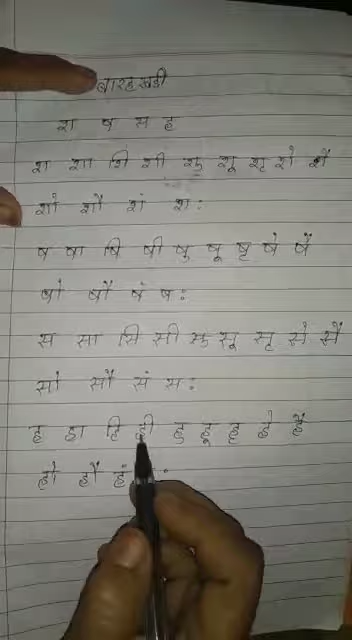 बारहखडी
श ष स ह
श शा शि शी शु शू शृ शे शै
शो शौ शं शः
ष षा षि षी षु षू षृ षे षै
षो षौ षं षः
स सा सि सी सु सू सृ से सै
सो सौ सं सः
ह हा हि ही हु हू हृ हे है
हो हौ हं